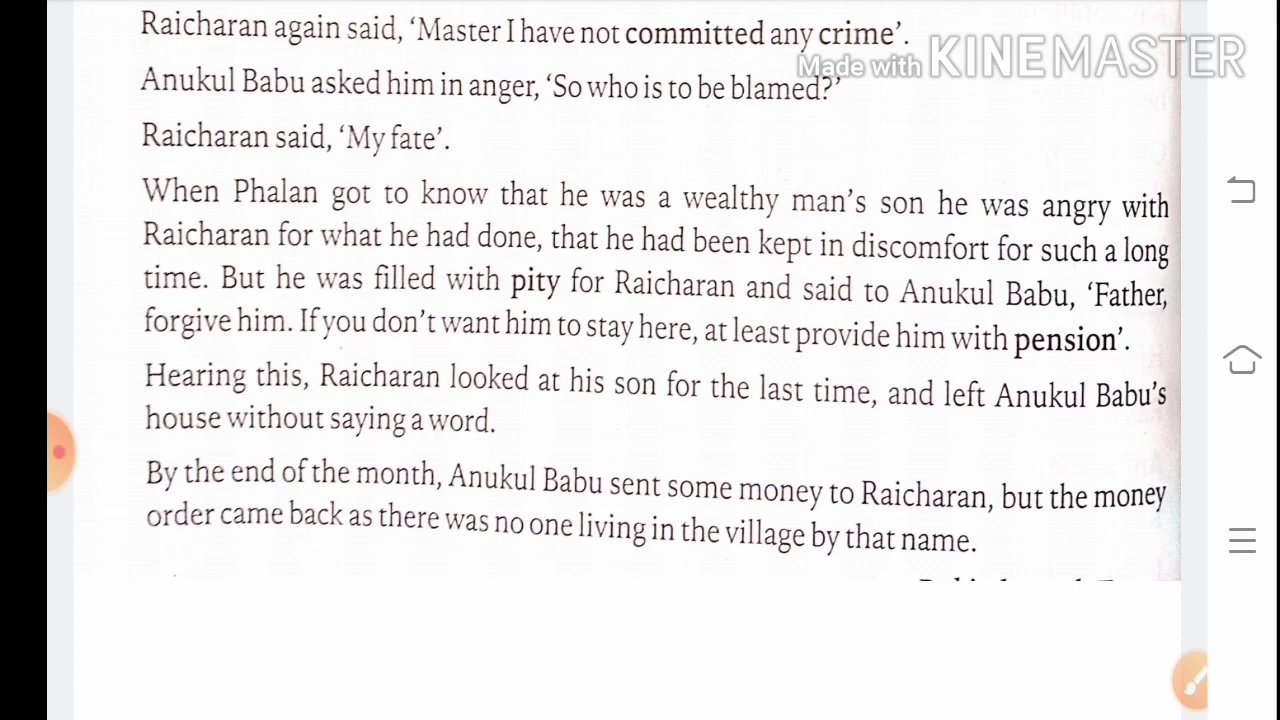 Raicharan again said, ‘Master I have not committed any crime’.
Made with KINEMASTER
Anukul Babu asked him in anger, ‘So who is to be blamed?’
Raicharan said, ‘My fate’.
When Phalan got to know that he was a wealthy man’s son he was angry with
Raicharan for what he had done, that he had been kept in discomfort for such a long
time. But he was filled with pity for Raicharan and said to Anukul Babu, ‘Father,
forgive him. If you don’t want him to stay here, at least provide him with pension’.
Hearing this, Raicharan looked at his son for the last time, and left Anukul Babu’s
house without saying a word.
By the end of the month, Anukul Babu sent some money to Raicharan, but the money
order came back as there was no one living in the village by that name.